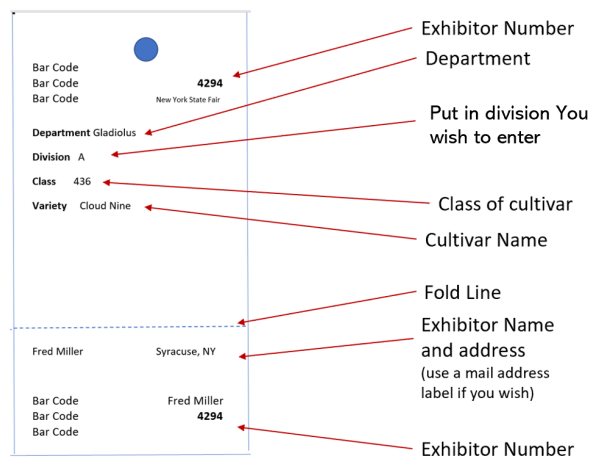 Exhibitor Number
Bar Code
Department
Bar Code 4294
Bar Code New York State Fair
Put in division You
wish to enter
Department Gladiolus
Division A
Class 436
Class of cultivar
Variety Cloud Nine
Cultivar Name
Fold Line
Exhibitor Name
and address
(use a mail address
label if you wish)
Fred Miller Syracuse, NY
Bar Code Fred Miller
Bar Code 4294
Bar Code
Exhibitor Number